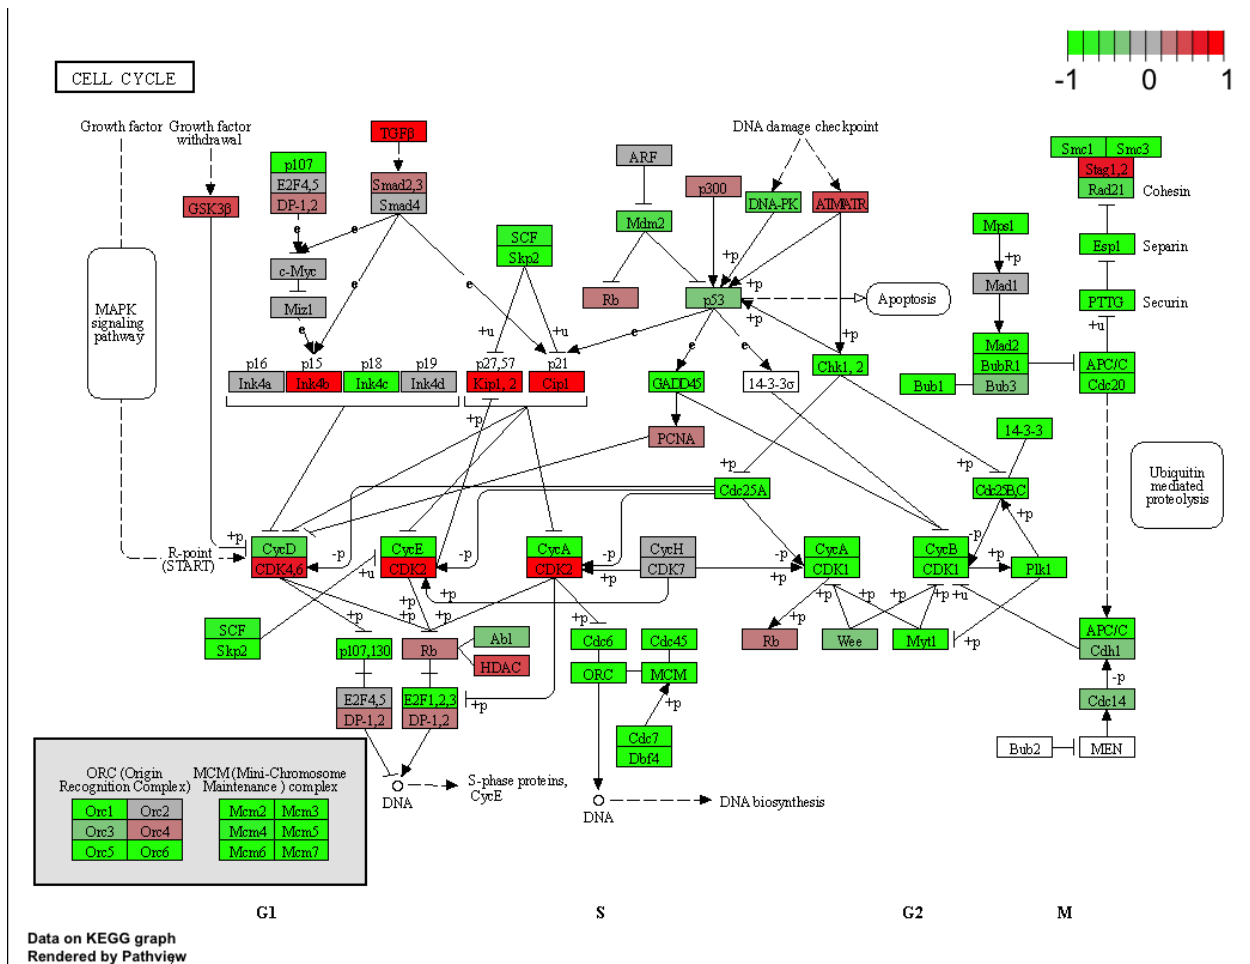 -1 0 1
CELL CYCLE
Growth factor
Growth factor
withdrawal
TGFβ
DNA damage checkpoint
Smc1 Smc3
Stag1,2
Rad21
Cohesin
p107
E2F4,5
DP-1,2
Smad2,3
Smad4
ARF
p300
DNA-PK
ATM/ATR
GSK3β
Mdm2
Mps1
+p
Esp1
Separin
SCF
Skp2
e
e
c-Myc
Miz1
e
e
e
+p
+p
Rb
p53
Apoptosis
+p
Mad1
PTTG
Securin
+u
MAPK
signaling
pathway
+u
+u
e
e
+p
Mad2
BubR1
Bub3
Bub1
APC/C
Cdc20
p16
Ink4a
p15
Ink4b
p18
Ink4c
p19
Ink4d
p27,57
Kip1, 2
p21
Cip1
GADD45
14-3-3σ
Chk1, 2
+p
PCNA
14-3-3
+p
+p
Cdc25A
Cdc25B,C
Ubiquitin
mediated
proteolysis
R-point
(START)
+p
CycD
CDK4,6
-p
CycE
CDK2
-p
CycA
CDK2
-p
+p
CycH
CDK7
-p
+p
CycA
CDK1
-p
CycB
CDK1
+p
+p
Plk1
+u
SCF
Skp2
+p
+p
+p
+p
+p
+p
+p
+p
+u
+p
p107,130
Rb
Abl
HDAC
Cdc6
Cdc45
ORC
MCM
Rb
Wee
Myt1
APC/C
Cdh1
-p
E2F4,5
DP-1,2
E2F1,2,3
DP-1,2
+p
+p
Cdc7
Dbf4
Cdc14
Bub2
MEN
DNA
S-phase proteins,
CycE
DNA
DNA biosynthesis
ORC (Origin
Recognition Complex)
MCM (Mini-Chromosome
Maintenance ) complex
Orc1 Orc2
Orc3 Orc4
Orc5 Orc6
Mcm2 Mcm3
Mcm4 Mcm5
Mcm6 Mcm7
G1 S G2 M
Data on KEGG graph
Rendered by Pathview